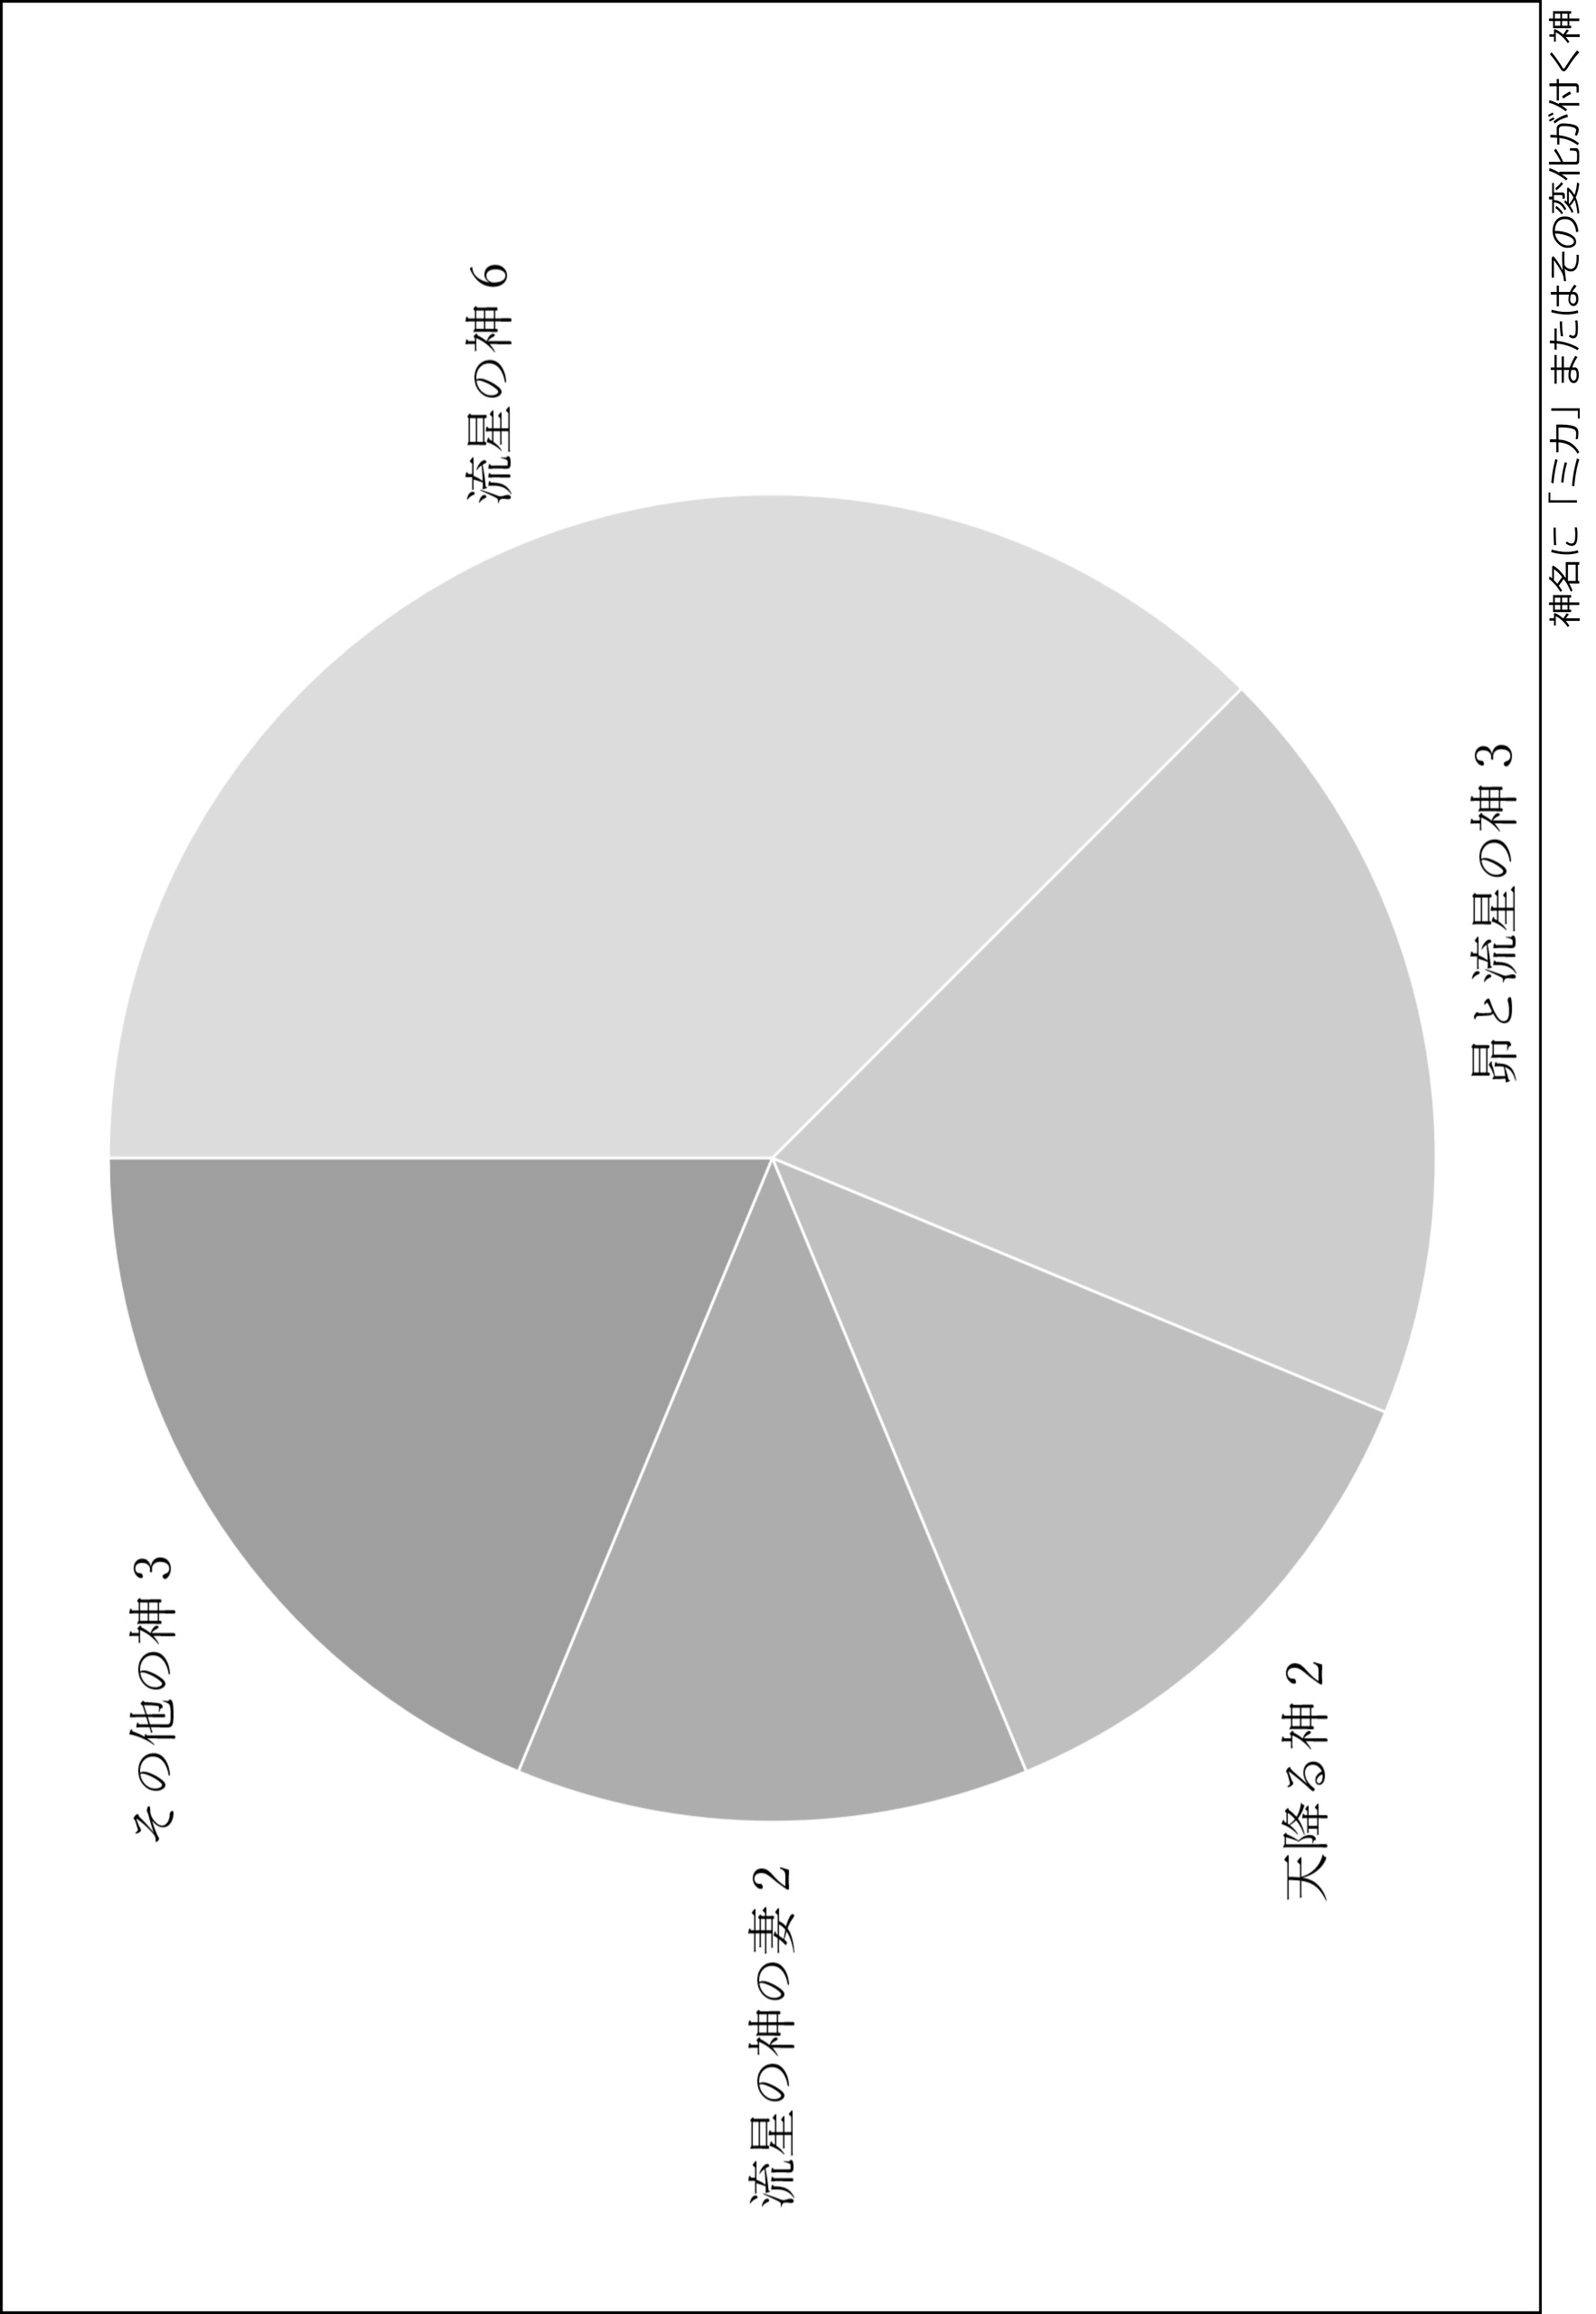 流星の神 6
昴と流星の神 3
天降る神 2
流星の神の妻 2
その他の神 3
神名に「ミカ」またはその変化が付く神